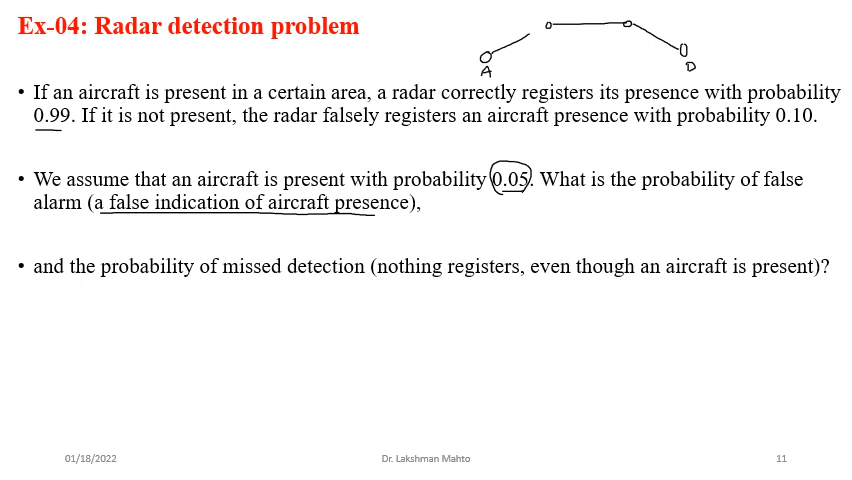 Ex-04: Radar detection problem
A
D
• If an aircraft is present in a certain area, a radar correctly registers its presence with probability
0.99. If it is not present, the radar falsely registers an aircraft presence with probability 0.10.
• We assume that an aircraft is present with probability 0.05. What is the probability of false
alarm (a false indication of aircraft presence),
• and the probability of missed detection (nothing registers, even though an aircraft is present)?
01/18/2022
Dr. Lakshman Mahto
11